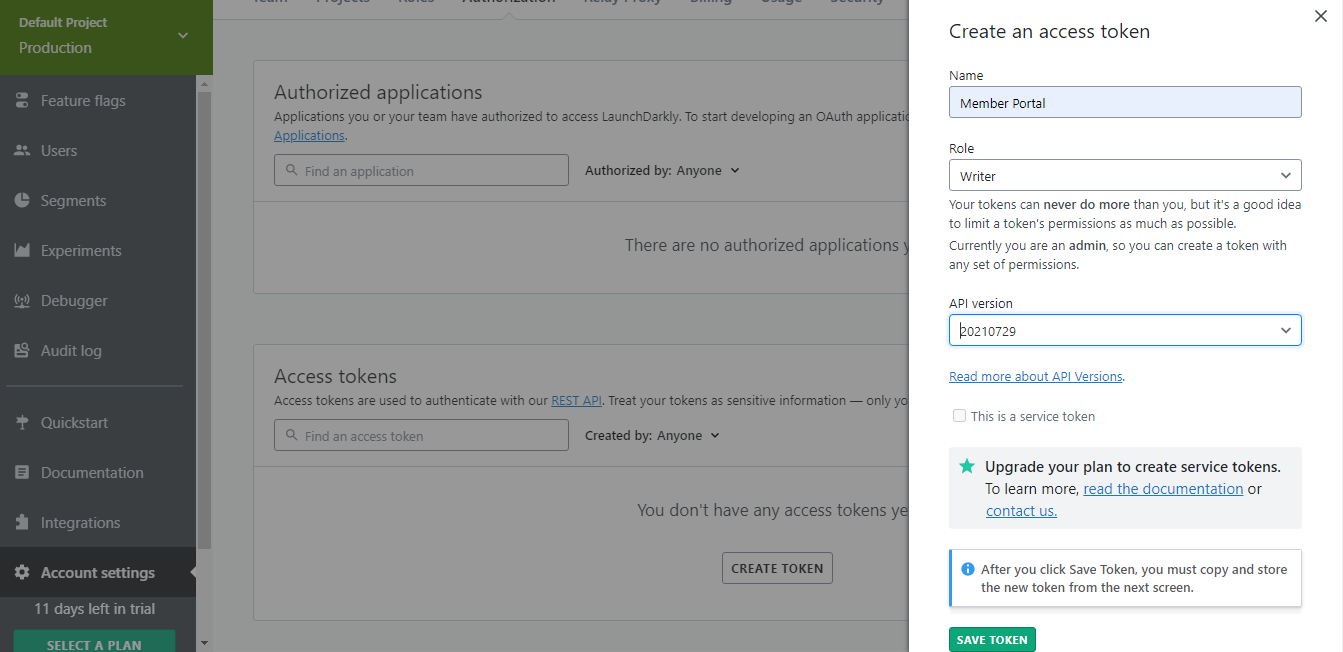 Default Project
Production
Feature flags
Users
Segments
Experiments
Debugger
Audit log
Quickstart
Documentation
Integrations
Account settings
11 days left in trial
SELECT A PLAN
Team Projects Roles Authorization Relay Proxy Billing Usage Security
Authorized applications
Applications you or your team have authorized to access LaunchDarkly. To start developing an OAuth applicatio
Applications.
Find an application
Authorized by: Anyone
There are no authorized applications y
Access tokens
Access tokens are used to authenticate with our REST API. Treat your tokens as sensitive information — only yo
Find an access token
Created by: Anyone
You don't have any access tokens ye
CREATE TOKEN
Create an access token
Name
Member Portal
Role
Writer
Your tokens can never do more than you, but it's a good idea
to limit a token's permissions as much as possible.
Currently you are an admin, so you can create a token with
any set of permissions.
API version
20210729
Read more about API Versions.
This is a service token
Upgrade your plan to create service tokens.
To learn more, read the documentation or
contact us.
After you click Save Token, you must copy and store
the new token from the next screen.
SAVE TOKEN